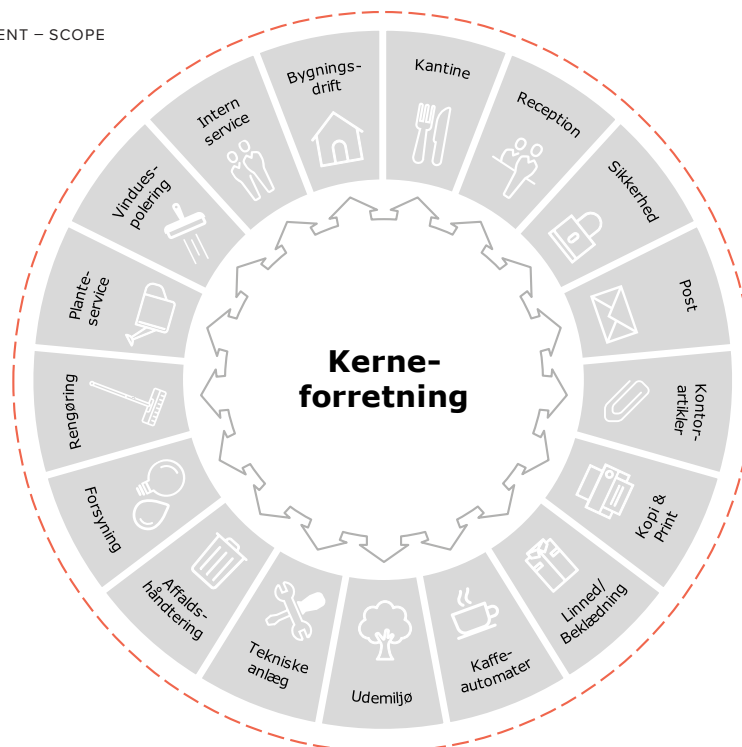 ENT – SCOPE
Kantine
Reception
Sikkerhed
Post
Kontor-
artikler
Kopi &
Print
Linned/
Beklædning
Kaffe-
automater
Udemiljø
Tekniske
anlæg
Affalds-
håndtering
Forsyning
Rengøring
Plante-
service
Vindues-
polering
Intern
service
Bygnings-
drift
Kerne-
forretning